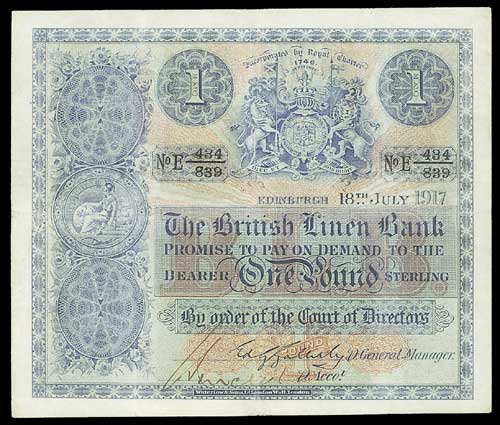 Incorporated by Royal Charter
1746.
1
1
No E 434/839
No E 434/839
EDINBURGH 18TH JULY 1917
The British Linen Bank
PROMISE TO PAY ON DEMAND TO THE
BEARER One Pound STERLING
By order of the Court of Directors
General Manager.
Acco!
Waterlow & Sons Ld London Wall, London.